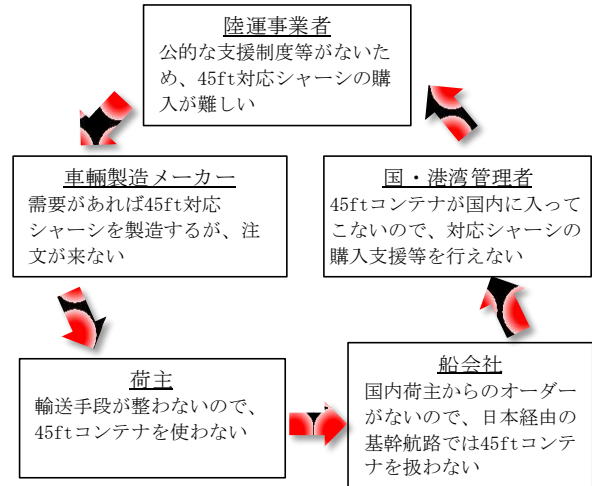 陸運事業者
公的な支援制度等がないた
め、45ft対応シャーシの購
入が難しい
車輌製造メーカー
需要があれば45ft対応
シャーシを製造するが、注
文が来ない
国・港湾管理者
45ftコンテナが国内に入って
こないので、対応シャーシの
購入支援等を行えない
荷主
輸送手段が整わないので、
45ftコンテナを使わない
船会社
国内荷主からのオーダー
がないので、日本経由の
基幹航路では45ftコンテ
ナを扱わない